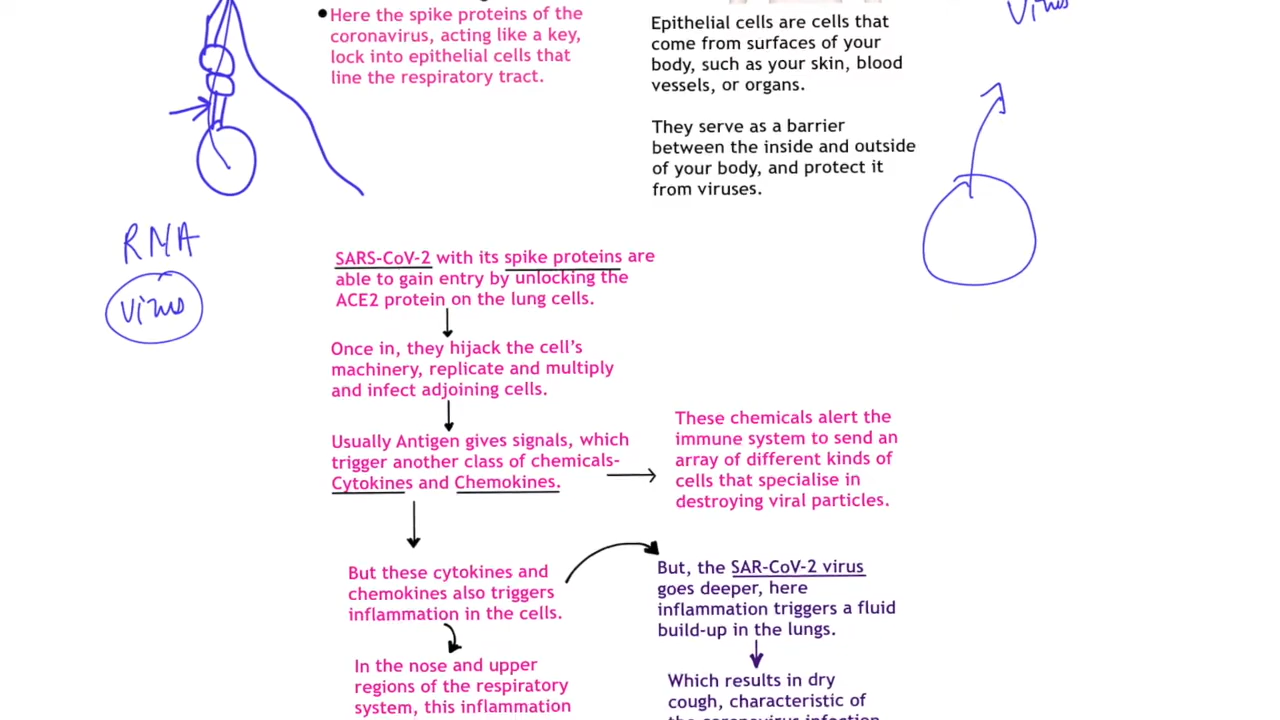 Virus
• Here the spike proteins of the
coronavirus, acting like a key,
lock into epithelial cells that
line the respiratory tract.
Epithelial cells are cells that
come from surfaces of your
body, such as your skin, blood
vessels, or organs.
They serve as a barrier
between the inside and outside
of your body, and protect it
from viruses.
RNA
Virus
SARS-CoV-2 with its spike proteins are
able to gain entry by unlocking the
ACE2 protein on the lung cells.
Once in, they hijack the cell's
machinery, replicate and multiply
and infect adjoining cells.
Usually Antigen gives signals, which
trigger another class of chemicals-
Cytokines and Chemokines.
These chemicals alert the
immune system to send an
array of different kinds of
cells that specialise in
destroying viral particles.
But these cytokines and
chemokines also triggers
inflammation in the cells.
But, the SAR-CoV-2 virus
goes deeper, here
inflammation triggers a fluid
build-up in the lungs.
In the nose and upper
regions of the respiratory
system, this inflammation
Which results in dry
cough, characteristic of
the coronavirus infection